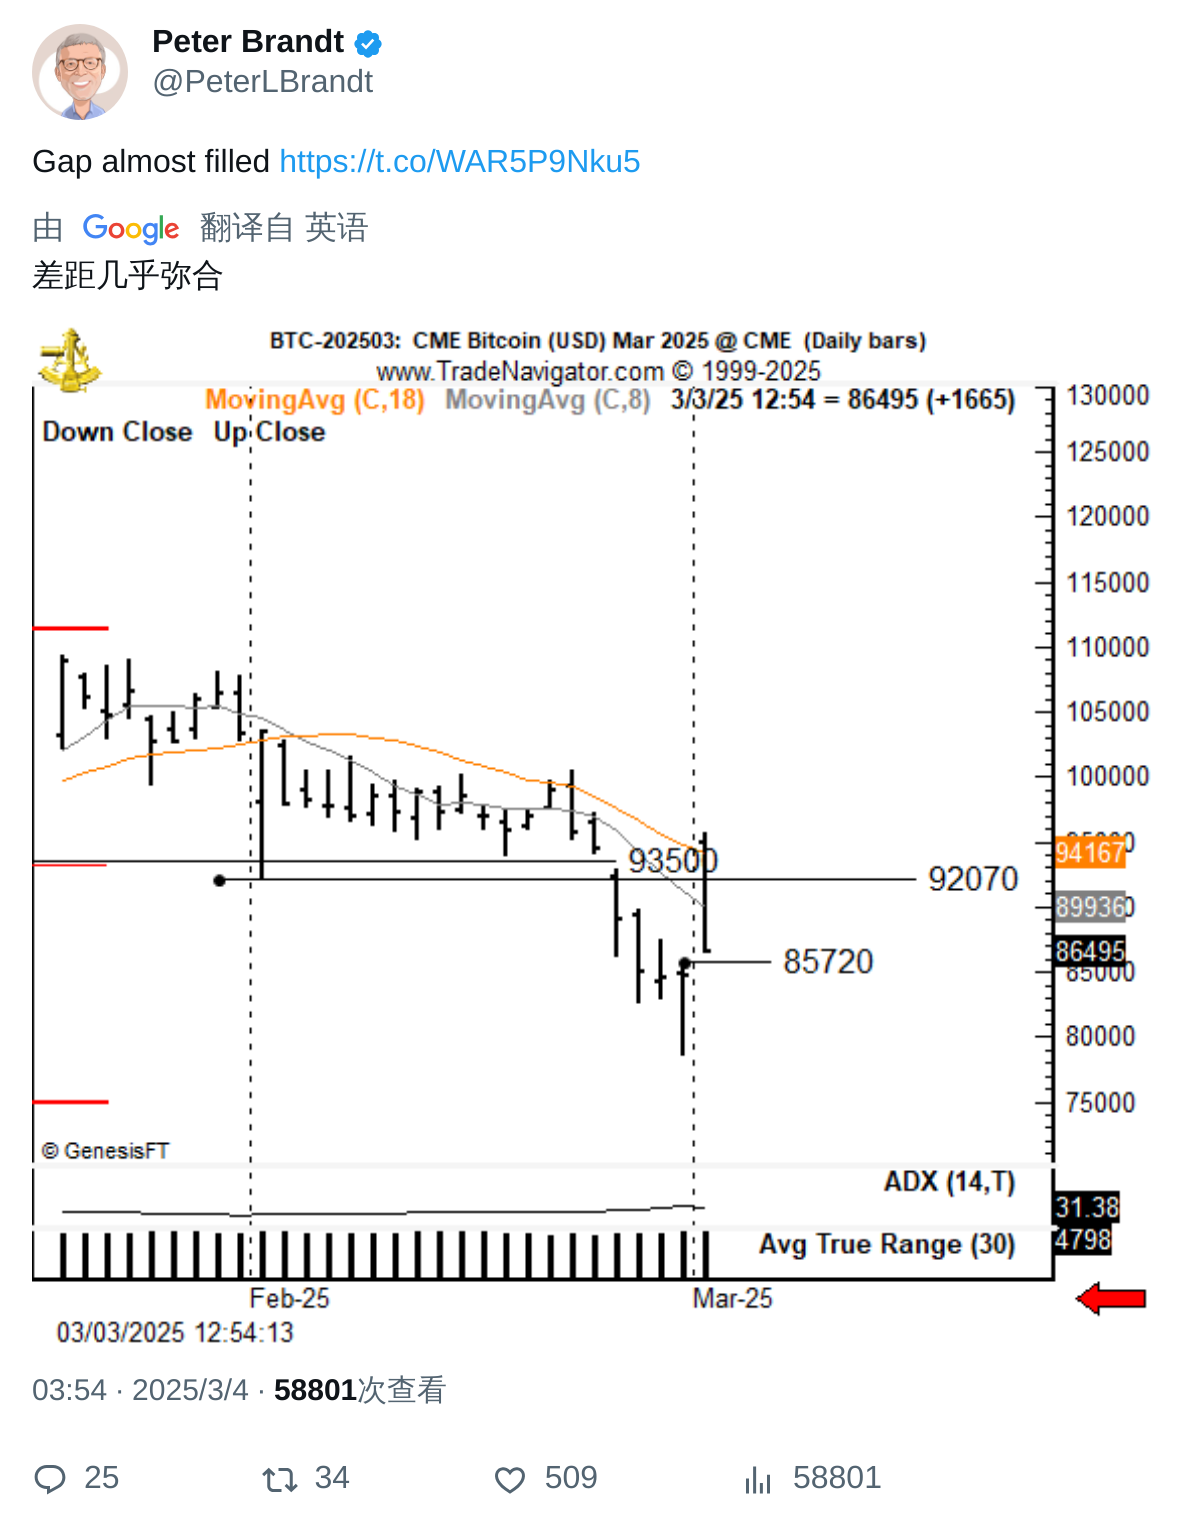 Peter Brandt
@PeterLBrandt
Gap almost filled https://t.co/WAR5P9Nku5
由 Google 翻译自 英语
差距几乎弥合
BTC-202503: CME Bitcoin (USD) Mar 2025 @ CME (Daily bars)
www.TradeNavigator.com © 1999-2025
MovingAvg (C,18) MovingAvg (C,8) 3/3/25 12:54 = 86495 (+1665)
Down Close Up Close
130000
125000
120000
115000
110000
105000
100000
94167
93500
92070
89936
86495
85720
85000
80000
75000
© GenesisFT
ADX (14,T)
31.38
Avg True Range (30)
4798
Feb-25 Mar-25
03/03/2025 12:54:13
03:54 · 2025/3/4 · 58801次查看
25 34 509 58801